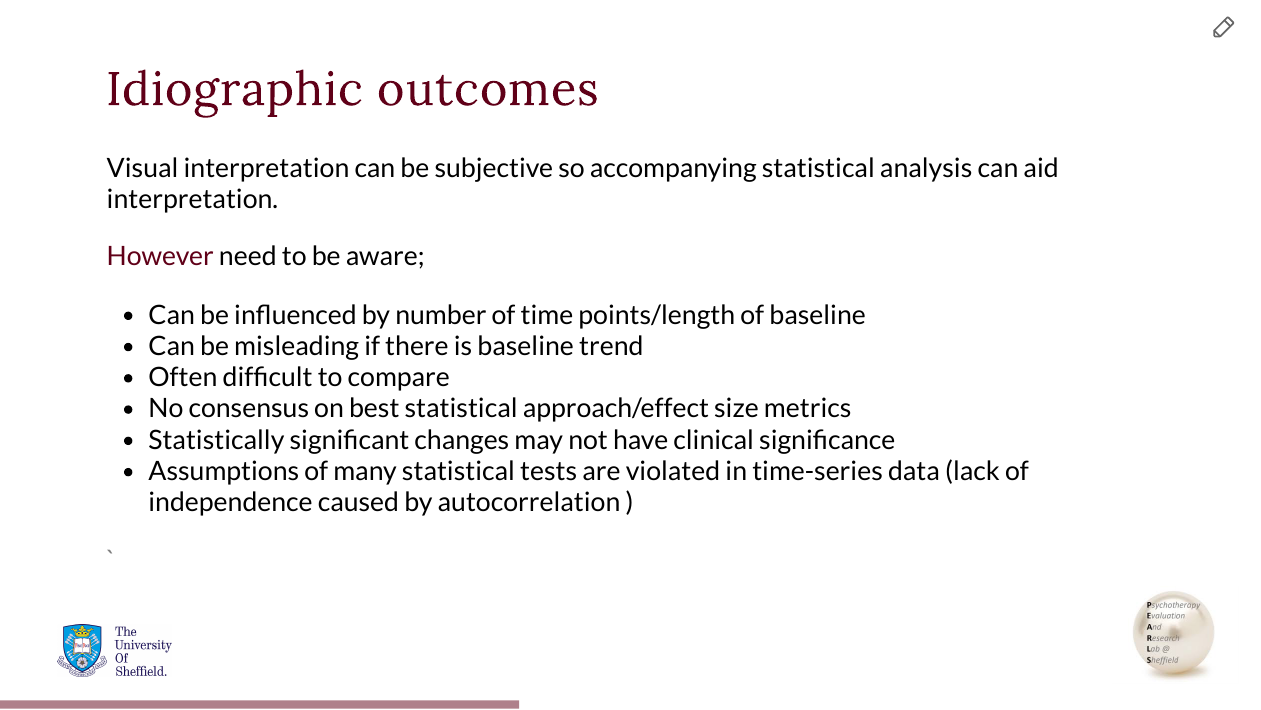 Idiographic outcomes
Visual interpretation can be subjective so accompanying statistical analysis can aid
interpretation.
However need to be aware;
• Can be influenced by number of time points/length of baseline
• Can be misleading if there is baseline trend
• Often difficult to compare
• No consensus on best statistical approach/effect size metrics
• Statistically significant changes may not have clinical significance
• Assumptions of many statistical tests are violated in time-series data (lack of
independence caused by autocorrelation )
`
The
University
Of
Sheffield.
Psychotherapy
Evaluation
And
Research
Lab @
Sheffield